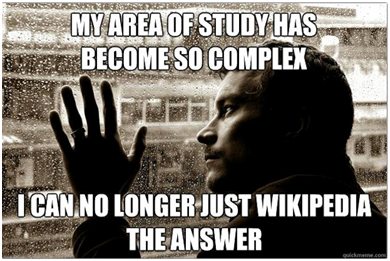 MY AREA OF STUDY HAS
BECOME SO COMPLEX
I CAN NO LONGER JUST WIKIPEDIA
THE ANSWER
quickmeme.com